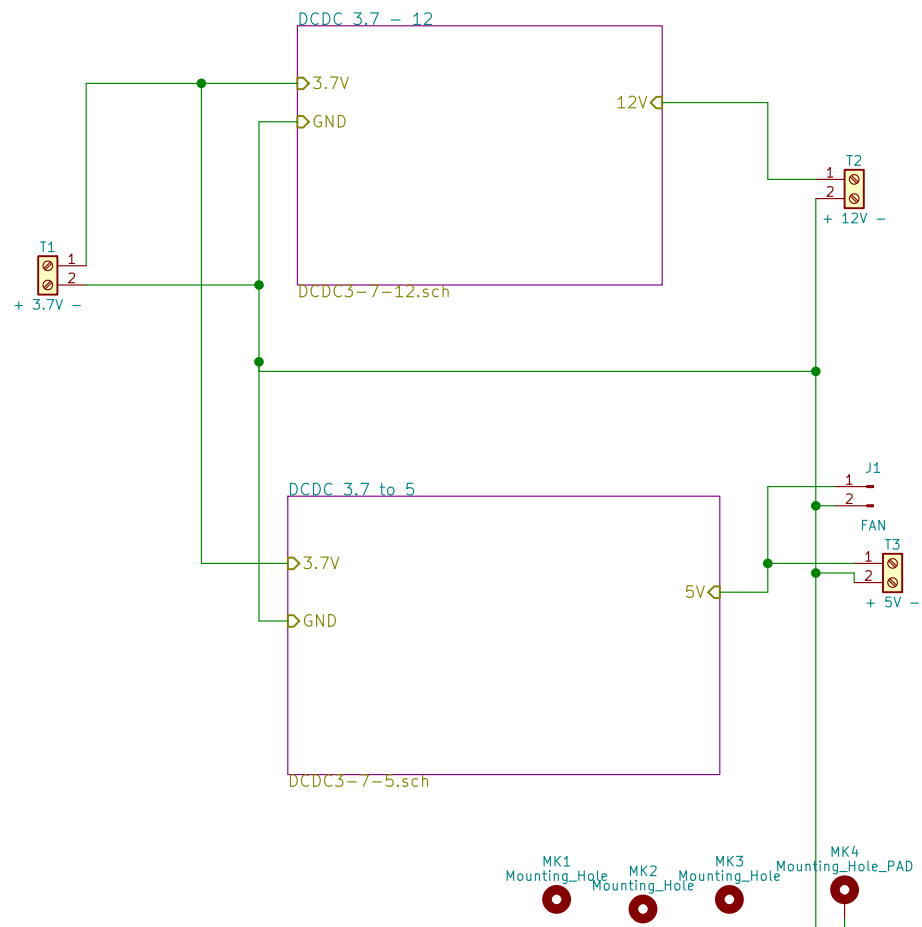 DCDC 3.7 - 12
3.7V
GND
12V
T2
1
2
+ 12V -
T1
1
2
+ 3.7V -
DCDC3-7-12.sch
J1
1
2
FAN
DCDC 3.7 to 5
3.7V
GND
5V
T3
1
2
+ 5V -
DCDC3-7-5.sch
MK1
Mounting_Hole
MK2
Mounting_Hole
MK3
Mounting_Hole
MK4
Mounting_Hole_PAD